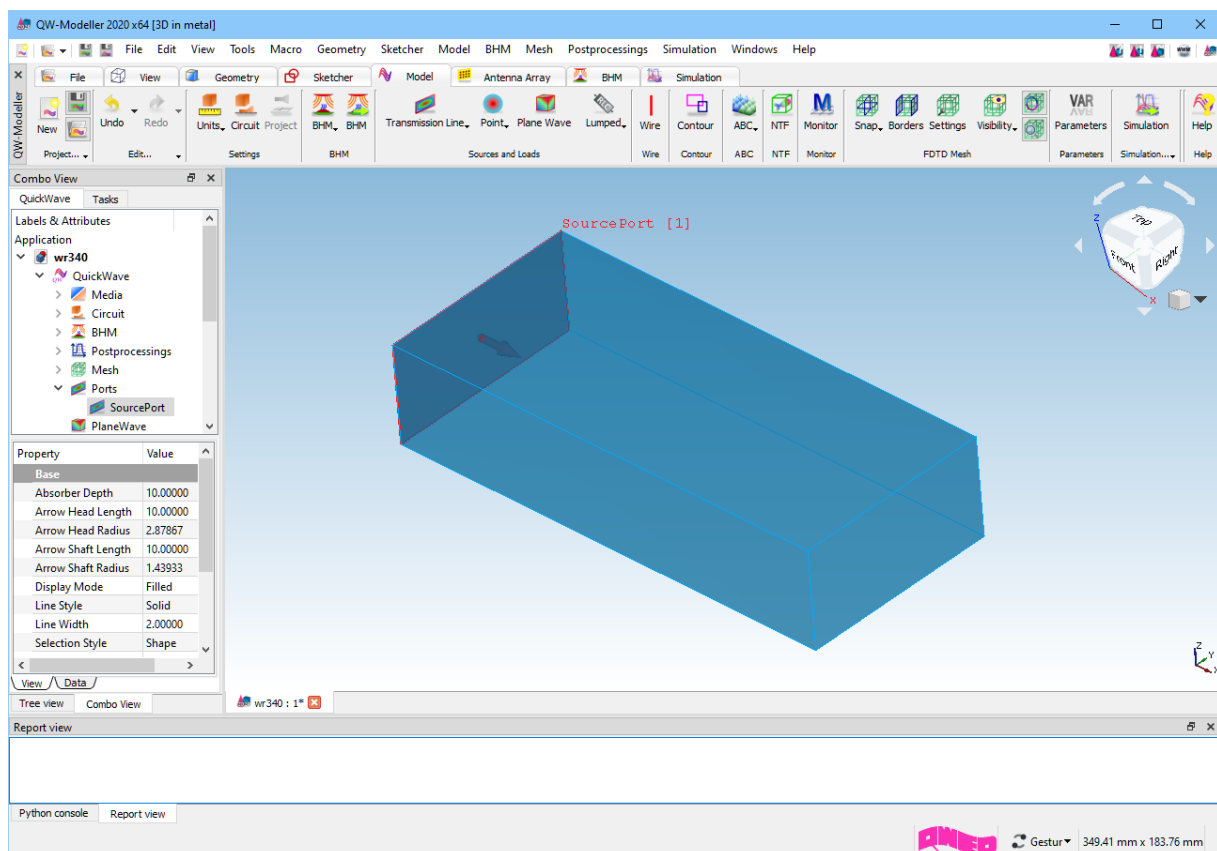 QW-Modeller 2020 x64 [3D in metal]
File Edit View Tools Macro Geometry Sketcher Model BHM Mesh Postprocessings Simulation Windows Help
File View Geometry Sketcher Model Antenna Array BHM Simulation
QW-Modeller
New Undo Redo Units Circuit Project BHM BHM Transmission Line Point Plane Wave Lumped Wire Contour ABC NTF Monitor Snap Borders Settings Visibility VAR Parameters Simulation Help
Project... Edit... Settings BHM Sources and Loads Wire Contour ABC NTF Monitor FDTD Mesh Parameters Simulation... Help
Combo View
QuickWave Tasks
Labels & Attributes
Application
wr340
QuickWave
Media
Circuit
BHM
Postprocessings
Mesh
Ports
SourcePort
PlaneWave
Property Value
Base
Absorber Depth 10.00000
Arrow Head Length 10.00000
Arrow Head Radius 2.87867
Arrow Shaft Length 10.00000
Arrow Shaft Radius 1.43933
Display Mode Filled
Line Style Solid
Line Width 2.00000
Selection Style Shape
View Data
Tree view Combo View
SourcePort [1]
Top
Front Right
Z
X
Z
Y
X
wr340 : 1*
Report view
Python console Report view
QWED Gestur 349.41 mm x 183.76 mm